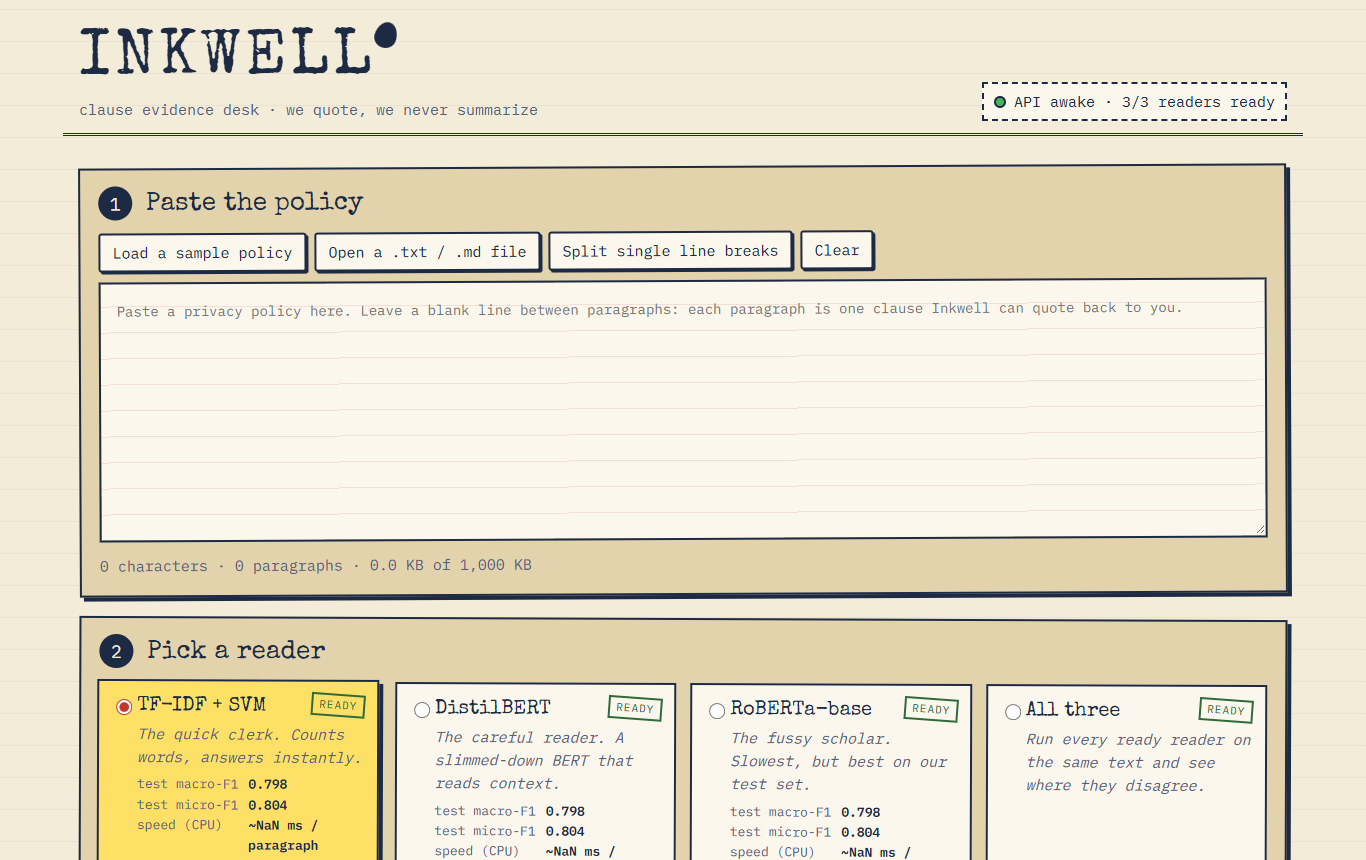 INKWELL
clause evidence desk · we quote, we never summarize
API awake · 3/3 readers ready
1 Paste the policy
Load a sample policy
Open a .txt / .md file
Split single line breaks
Clear
Paste a privacy policy here. Leave a blank line between paragraphs: each paragraph is one clause Inkwell can quote back to you.
0 characters · 0 paragraphs · 0.0 KB of 1,000 KB
2 Pick a reader
TF-IDF + SVM
READY
The quick clerk. Counts
words, answers instantly.
test macro-F1 0.798
test micro-F1 0.804
speed (CPU) ~NaN ms /
paragraph
DistilBERT
READY
The careful reader. A
slimmed-down BERT that
reads context.
test macro-F1 0.798
test micro-F1 0.804
speed (CPU) ~NaN ms /
RoBERTa-base
READY
The fussy scholar.
Slowest, but best on our
test set.
test macro-F1 0.798
test micro-F1 0.804
speed (CPU) ~NaN ms /
All three
READY
Run every ready reader on
the same text and see
where they disagree.